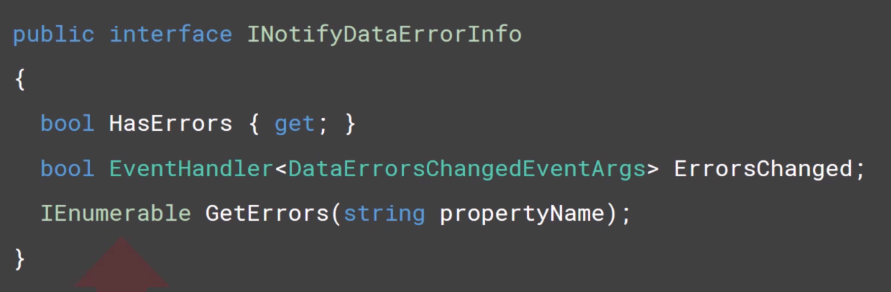 public interface INotifyDataErrorInfo
{
bool HasErrors { get; }
bool EventHandler<DataErrorsChangedEventArgs> ErrorsChanged;
IEnumerable GetErrors(string propertyName);
}